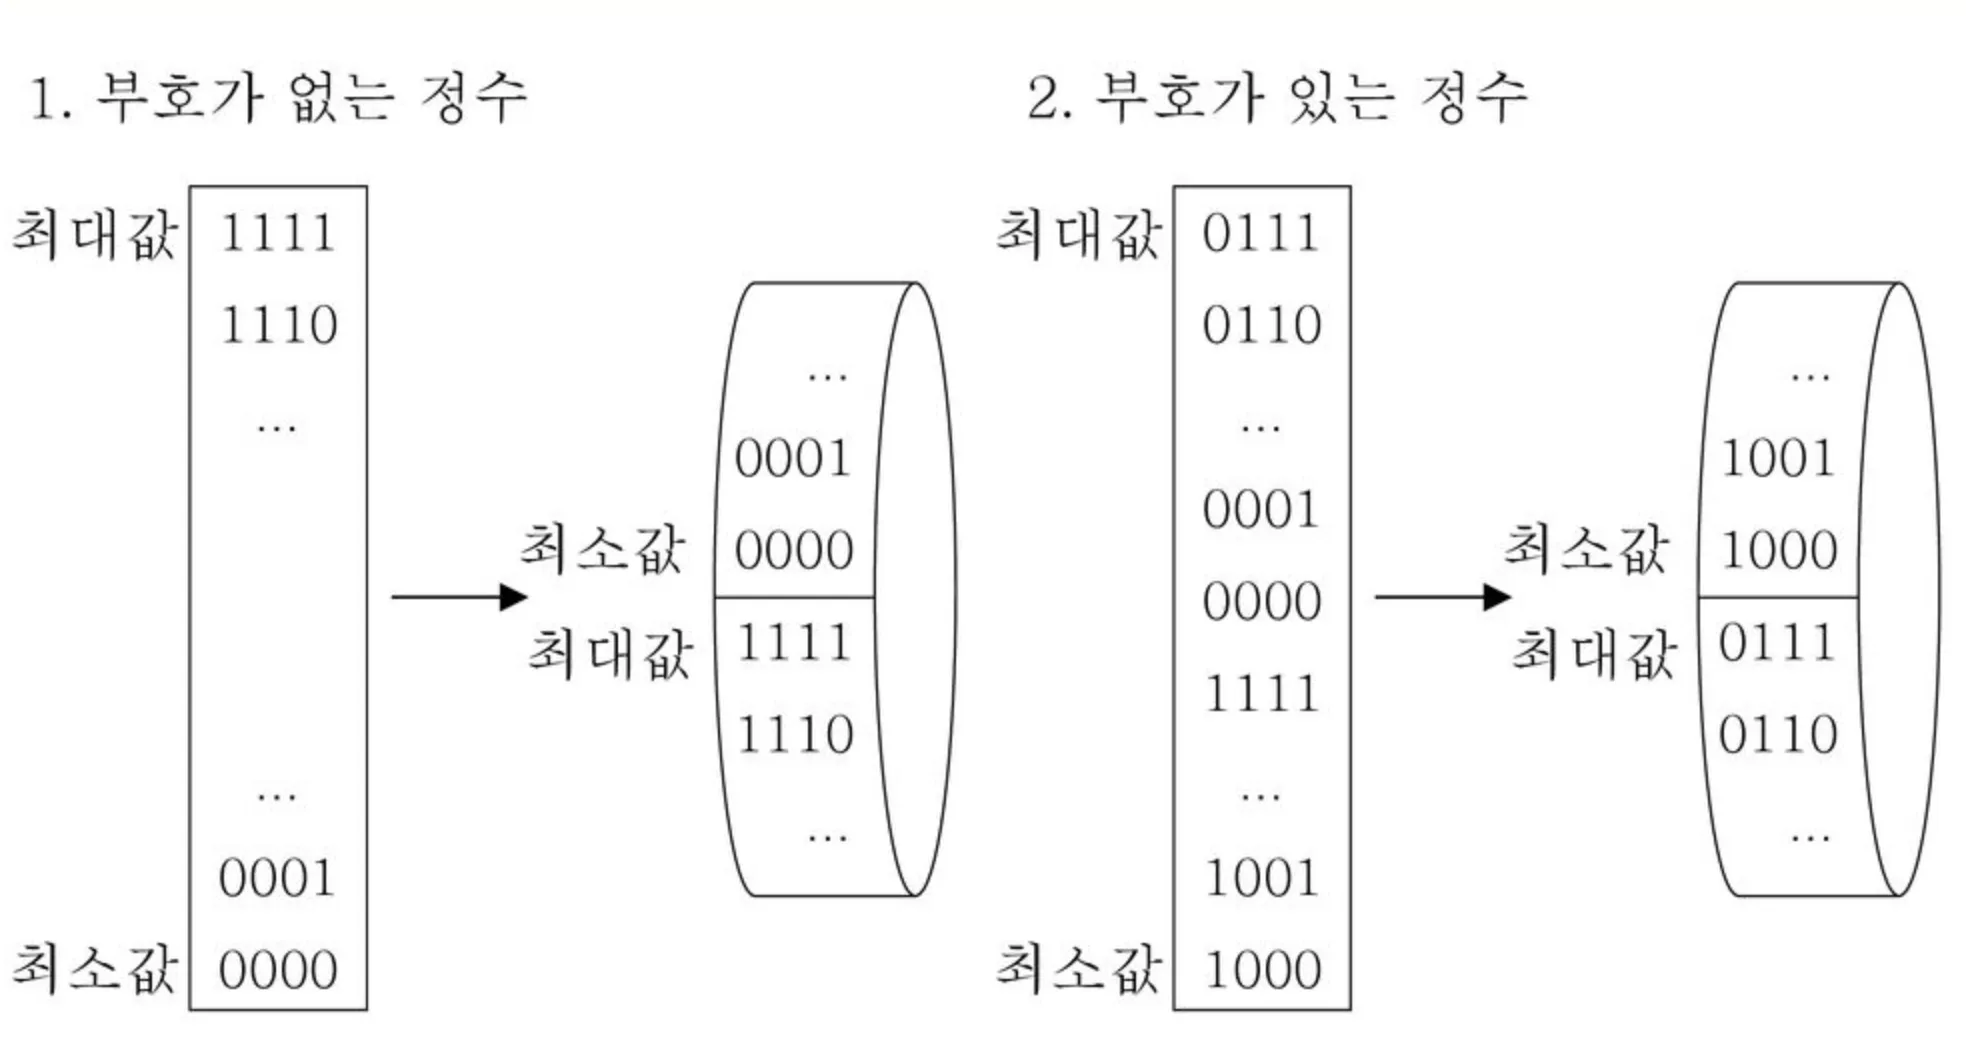 1. 부호가 없는 정수
최대값 1111
1110
...
...
0001
최소값 0000
...
0001
최소값 0000
최대값 1111
1110
...
2. 부호가 있는 정수
최대값 0111
0110
...
0001
0000
1111
...
1001
최소값 1000
...
1001
최소값 1000
최대값 0111
0110
...